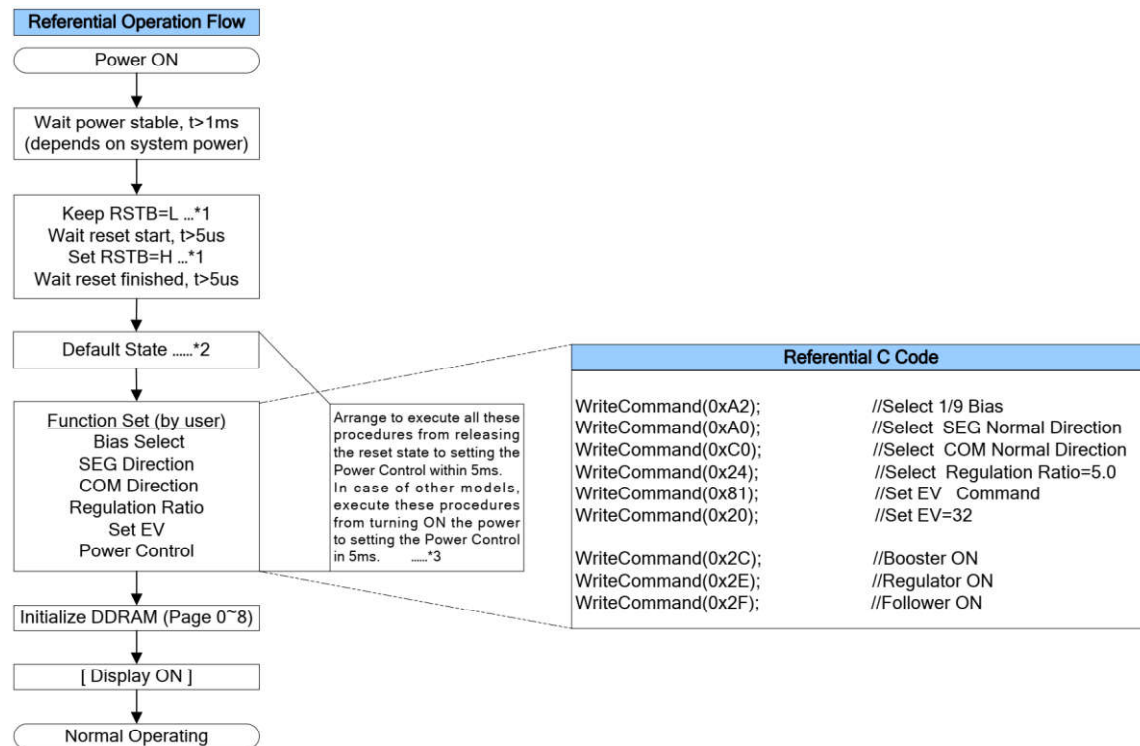 Referential Operation Flow
Power ON
Wait power stable, t>1ms
(depends on system power)
Keep RSTB=L ...*1
Wait reset start, t>5us
Set RSTB=H ...*1
Wait reset finished, t>5us
Default State ......*2
Function Set (by user)
Bias Select
SEG Direction
COM Direction
Regulation Ratio
Set EV
Power Control
Arrange to execute all these
procedures from releasing
the reset state to setting the
Power Control within 5ms.
In case of other models,
execute these procedures
from turning ON the power
to setting the Power Control
in 5ms. ......*3
Initialize DDRAM (Page 0~8)
[ Display ON ]
Normal Operating
Referential C Code
WriteCommand(0xA2); //Select 1/9 Bias
WriteCommand(0xA0); //Select SEG Normal Direction
WriteCommand(0xC0); //Select COM Normal Direction
WriteCommand(0x24); //Select Regulation Ratio=5.0
WriteCommand(0x81); //Set EV Command
WriteCommand(0x20); //Set EV=32
WriteCommand(0x2C); //Booster ON
WriteCommand(0x2E); //Regulator ON
WriteCommand(0x2F); //Follower ON